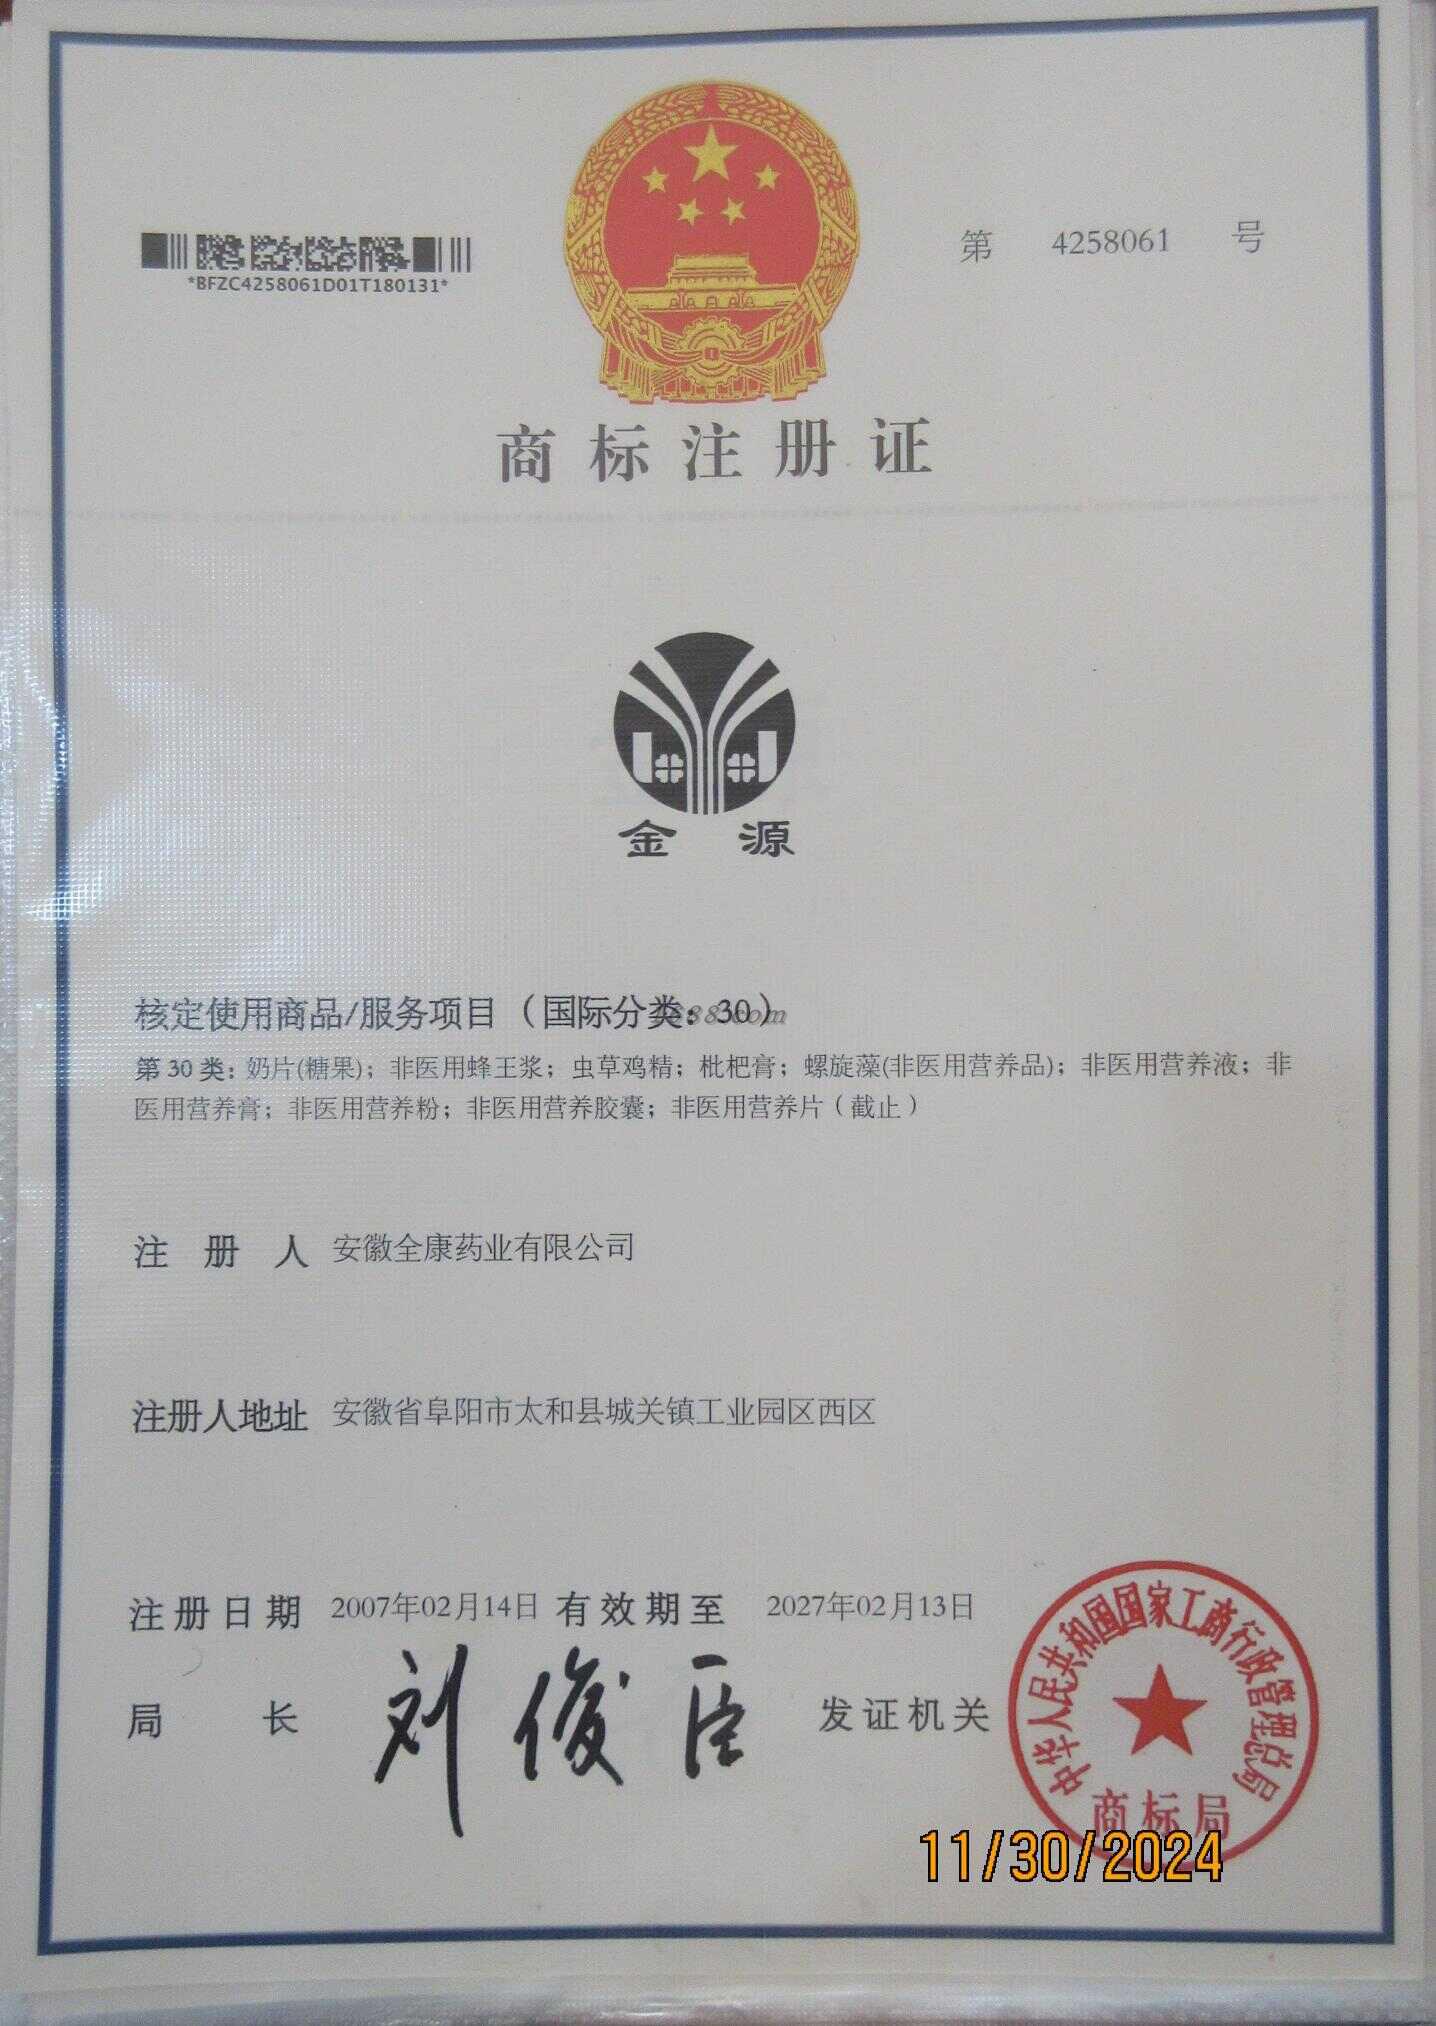 *BFZC4258061D01T180131*
第 4258061 号
商标注册证
金源
核定使用商品/服务项目（国际分类：30）
第 30 类：奶片(糖果)；非医用蜂王浆；虫草鸡精；枇杷膏；螺旋藻(非医用营养品)；非医用营养液；非
医用营养膏；非医用营养粉；非医用营养胶囊；非医用营养片（截止）
注册人 安徽全康药业有限公司
注册人地址 安徽省阜阳市太和县城关镇工业园区西区
注册日期 2007年02月14日 有效期至 2027年02月13日
局长 刘俊臣 发证机关
中华人民共和国国家工商行政管理总局
商标局
11/30/2024